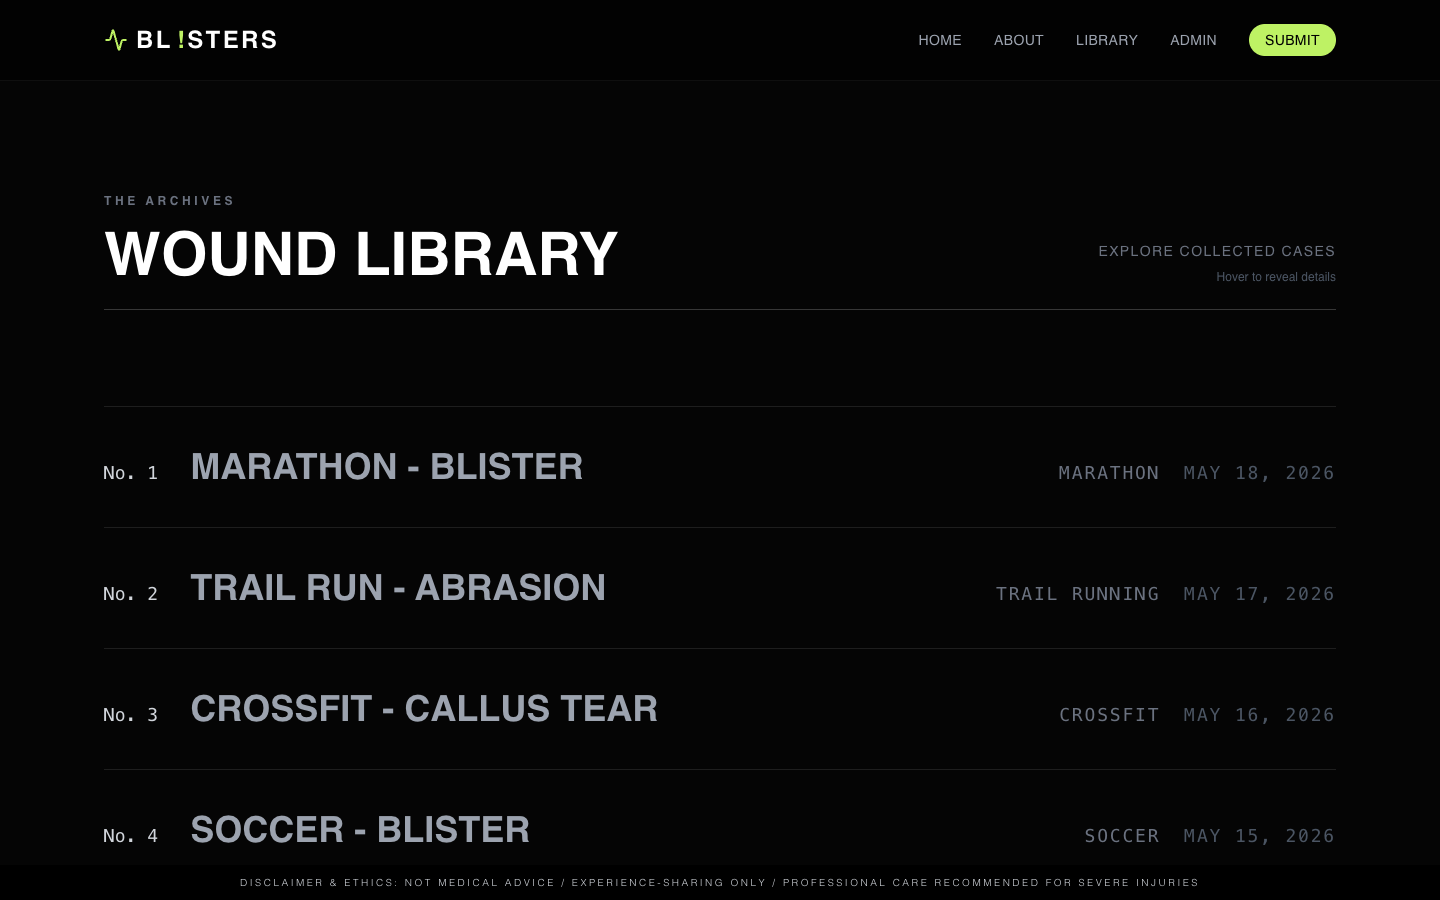 BL!STERS
HOME ABOUT LIBRARY ADMIN SUBMIT
THE ARCHIVES
WOUND LIBRARY
EXPLORE COLLECTED CASES
Hover to reveal details
No. 1 MARATHON - BLISTER MARATHON MAY 18, 2026
No. 2 TRAIL RUN - ABRASION TRAIL RUNNING MAY 17, 2026
No. 3 CROSSFIT - CALLUS TEAR CROSSFIT MAY 16, 2026
No. 4 SOCCER - BLISTER SOCCER MAY 15, 2026
DISCLAIMER & ETHICS: NOT MEDICAL ADVICE / EXPERIENCE-SHARING ONLY / PROFESSIONAL CARE RECOMMENDED FOR SEVERE INJURIES